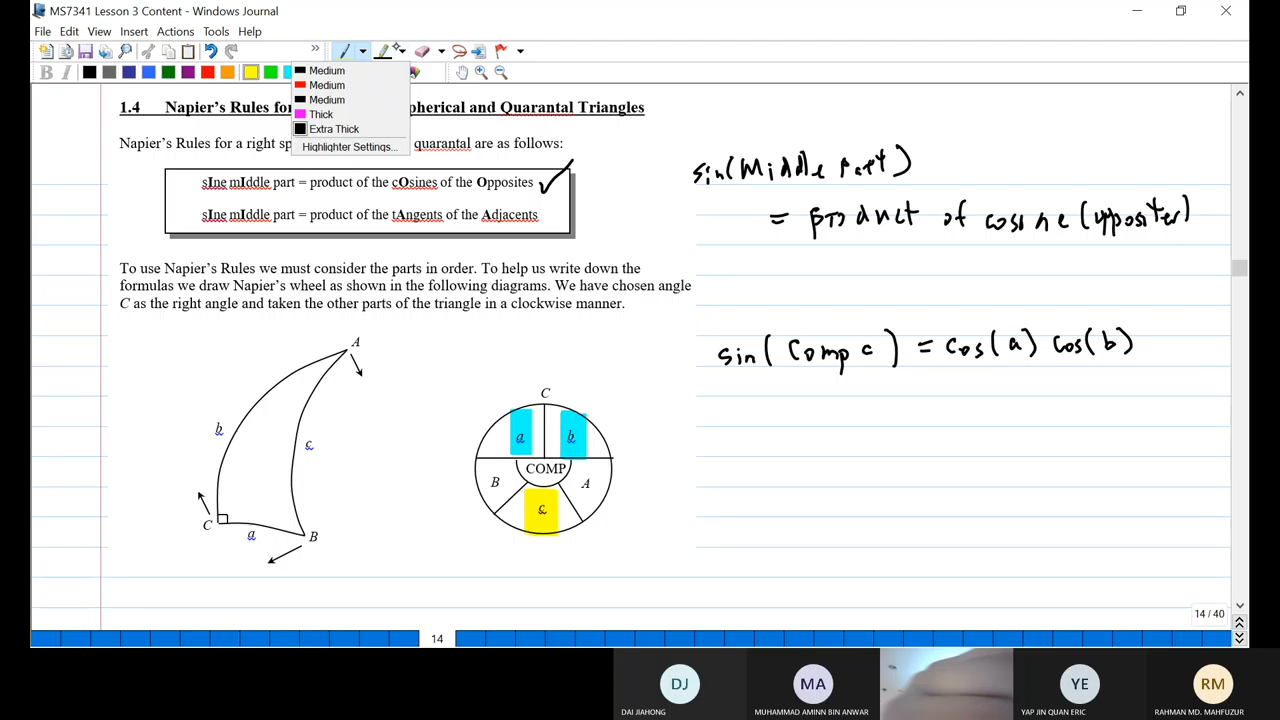 MS7341 Lesson 3 Content - Windows Journal
File Edit View Insert Actions Tools Help
Medium
Medium
Medium
Thick
Extra Thick
Highlighter Settings...
1.4 Napier's Rules for pherical and Quarantal Triangles
Napier's Rules for a right sp quarantal are as follows:
sIne mIddle part = product of the cOsines of the Opposites
sIne mIddle part = product of the tAngents of the Adjacents
To use Napier's Rules we must consider the parts in order. To help us write down the
formulas we draw Napier's wheel as shown in the following diagrams. We have chosen angle
C as the right angle and taken the other parts of the triangle in a clockwise manner.
sin(Middle Part)
= product of cosine (opposites)
sin(Comp c) = cos(a) cos(b)
A
b
c
C
a
B
C
a b
COMP
B A
c
14 / 40
14
DJ
DAI JIAHONG
MA
MUHAMMAD AMINN BIN ANWAR
YE
YAP JIN QUAN ERIC
RM
RAHMAN MD. MAHFUZUR